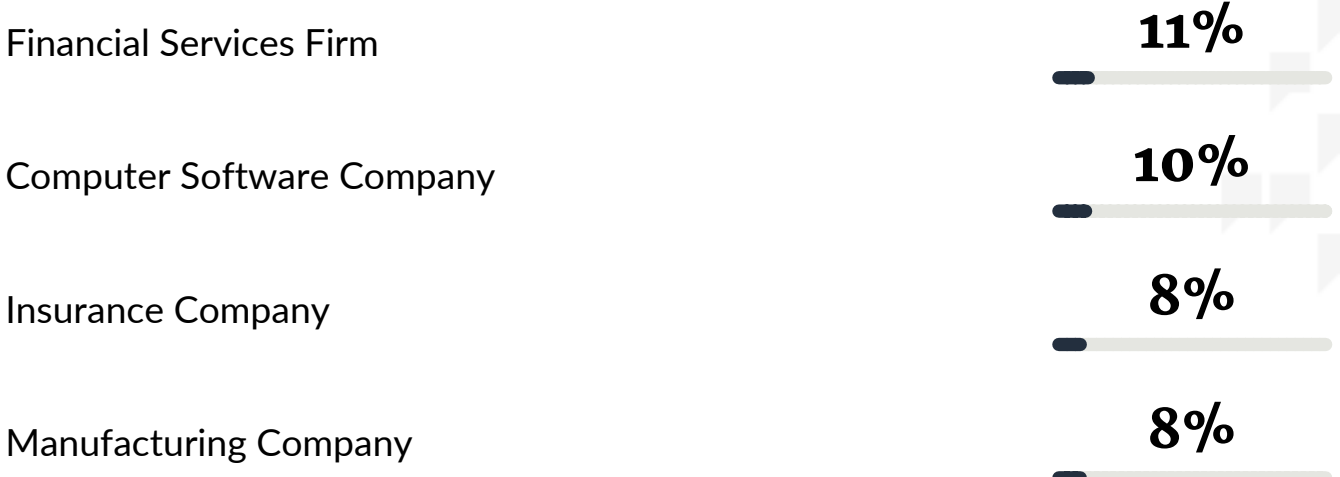 Financial Services Firm 11%
Computer Software Company 10%
Insurance Company 8%
Manufacturing Company 8%